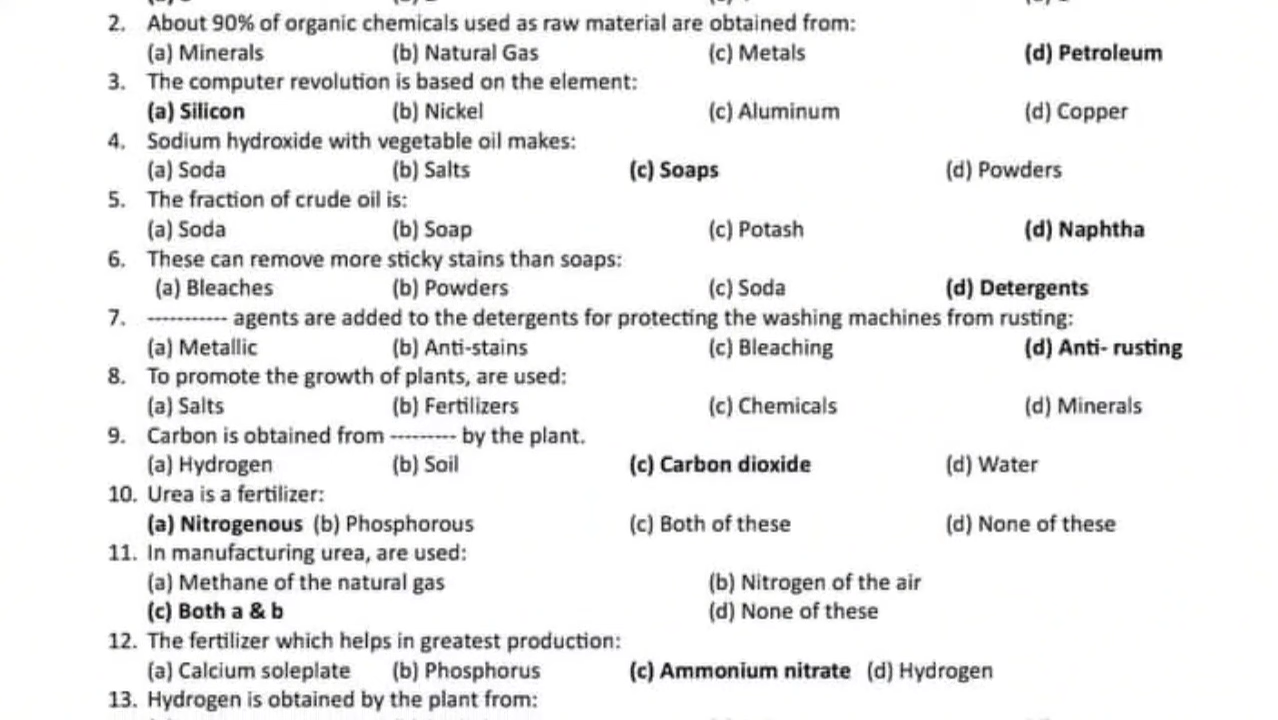 2. About 90% of organic chemicals used as raw material are obtained from:
(a) Minerals (b) Natural Gas (c) Metals (d) Petroleum
3. The computer revolution is based on the element:
(a) Silicon (b) Nickel (c) Aluminum (d) Copper
4. Sodium hydroxide with vegetable oil makes:
(a) Soda (b) Salts (c) Soaps (d) Powders
5. The fraction of crude oil is:
(a) Soda (b) Soap (c) Potash (d) Naphtha
6. These can remove more sticky stains than soaps:
(a) Bleaches (b) Powders (c) Soda (d) Detergents
7. ----------- agents are added to the detergents for protecting the washing machines from rusting:
(a) Metallic (b) Anti-stains (c) Bleaching (d) Anti- rusting
8. To promote the growth of plants, are used:
(a) Salts (b) Fertilizers (c) Chemicals (d) Minerals
9. Carbon is obtained from --------- by the plant.
(a) Hydrogen (b) Soil (c) Carbon dioxide (d) Water
10. Urea is a fertilizer:
(a) Nitrogenous (b) Phosphorous (c) Both of these (d) None of these
11. In manufacturing urea, are used:
(a) Methane of the natural gas (b) Nitrogen of the air
(c) Both a & b (d) None of these
12. The fertilizer which helps in greatest production:
(a) Calcium soleplate (b) Phosphorus (c) Ammonium nitrate (d) Hydrogen
13. Hydrogen is obtained by the plant from: